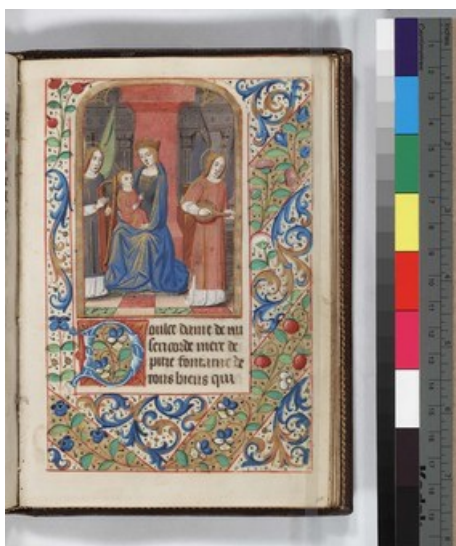 Doulce dame de mi
sericorde mere de
pitie fontaine de
tous biens qui